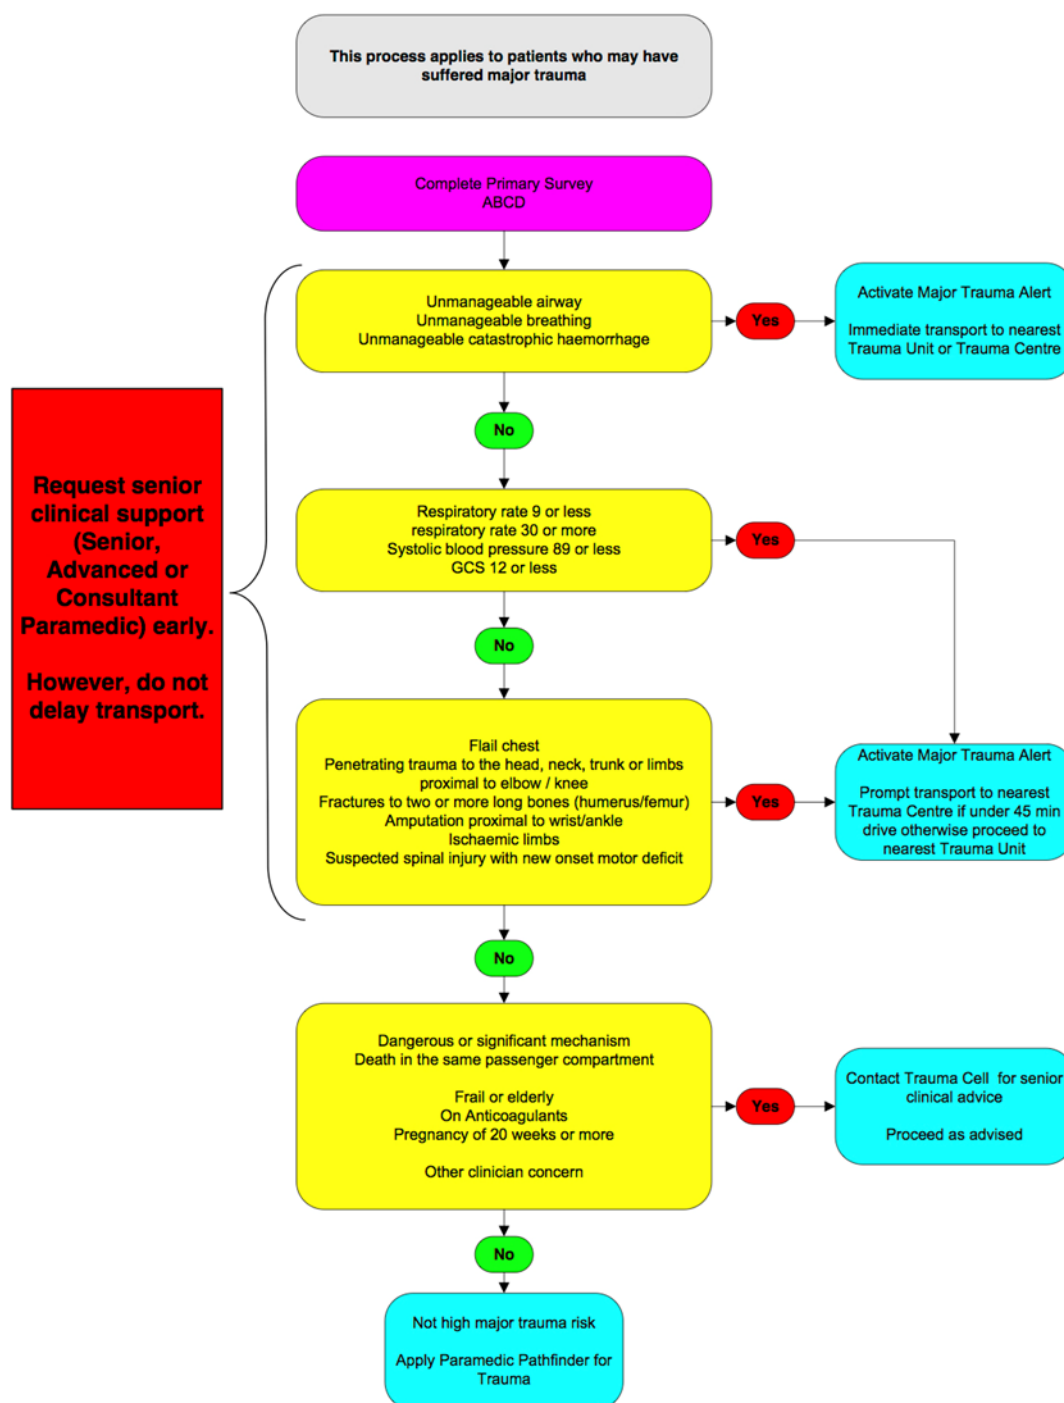 This process applies to patients who may have
suffered major trauma
Complete Primary Survey
ABCD
Unmanageable airway
Unmanageable breathing
Unmanageable catastrophic haemorrhage
Yes
Activate Major Trauma Alert
Immediate transport to nearest
Trauma Unit or Trauma Centre
No
Request senior
clinical support
(Senior,
Advanced or
Consultant
Paramedic) early.
However, do not
delay transport.
Respiratory rate 9 or less
respiratory rate 30 or more
Systolic blood pressure 89 or less
GCS 12 or less
Yes
No
Flail chest
Penetrating trauma to the head, neck, trunk or limbs
proximal to elbow / knee
Fractures to two or more long bones (humerus/femur)
Amputation proximal to wrist/ankle
Ischaemic limbs
Suspected spinal injury with new onset motor deficit
Yes
Activate Major Trauma Alert
Prompt transport to nearest
Trauma Centre if under 45 min
drive otherwise proceed to
nearest Trauma Unit
No
Dangerous or significant mechanism
Death in the same passenger compartment
Frail or elderly
On Anticoagulants
Pregnancy of 20 weeks or more
Other clinician concern
Yes
Contact Trauma Cell for senior
clinical advice
Proceed as advised
No
Not high major trauma risk
Apply Paramedic Pathfinder for
Trauma